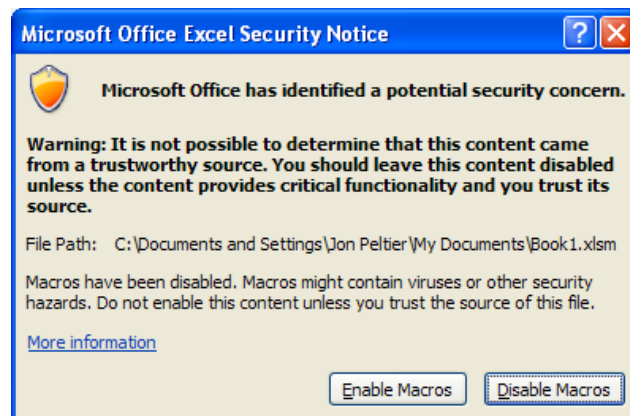 Microsoft Office Excel Security Notice
?
Microsoft Office has identified a potential security concern.
Warning: It is not possible to determine that this content came
from a trustworthy source. You should leave this content disabled
unless the content provides critical functionality and you trust its
source.
File Path: C:\Documents and Settings\Jon Peltier\My Documents\Book1.xlsm
Macros have been disabled. Macros might contain viruses or other security
hazards. Do not enable this content unless you trust the source of this file.
More information
Enable Macros Disable Macros